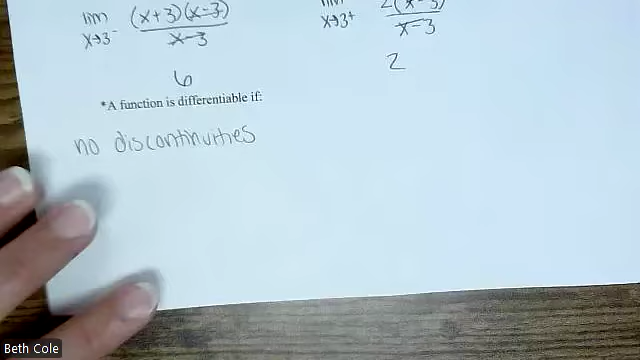 lim (x+3)(x-3)
x→3⁻ x-3
lim 2(x-3)
x→3⁺ x-3
6
2
*A function is differentiable if:
no discontinuities
Beth Cole